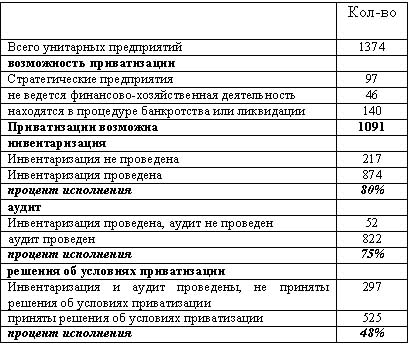 Кол-во
Всего унитарных предприятий 1374
возможность приватизации
Стратегические предприятия 97
не ведется финансово-хозяйственная деятельность 46
находятся в процедуре банкротства или ликвидации 140
Приватизации возможна 1091
инвентаризация
Инвентаризация не проведена 217
Инвентаризация проведена 874
процент исполнения 80%
аудит
Инвентаризация проведена, аудит не проведен 52
аудит проведен 822
процент исполнения 75%
решения об условиях приватизации
Инвентаризация и аудит проведены, не приняты 297
решения об условиях приватизации
приняты решения об условиях приватизации 525
процент исполнения 48%